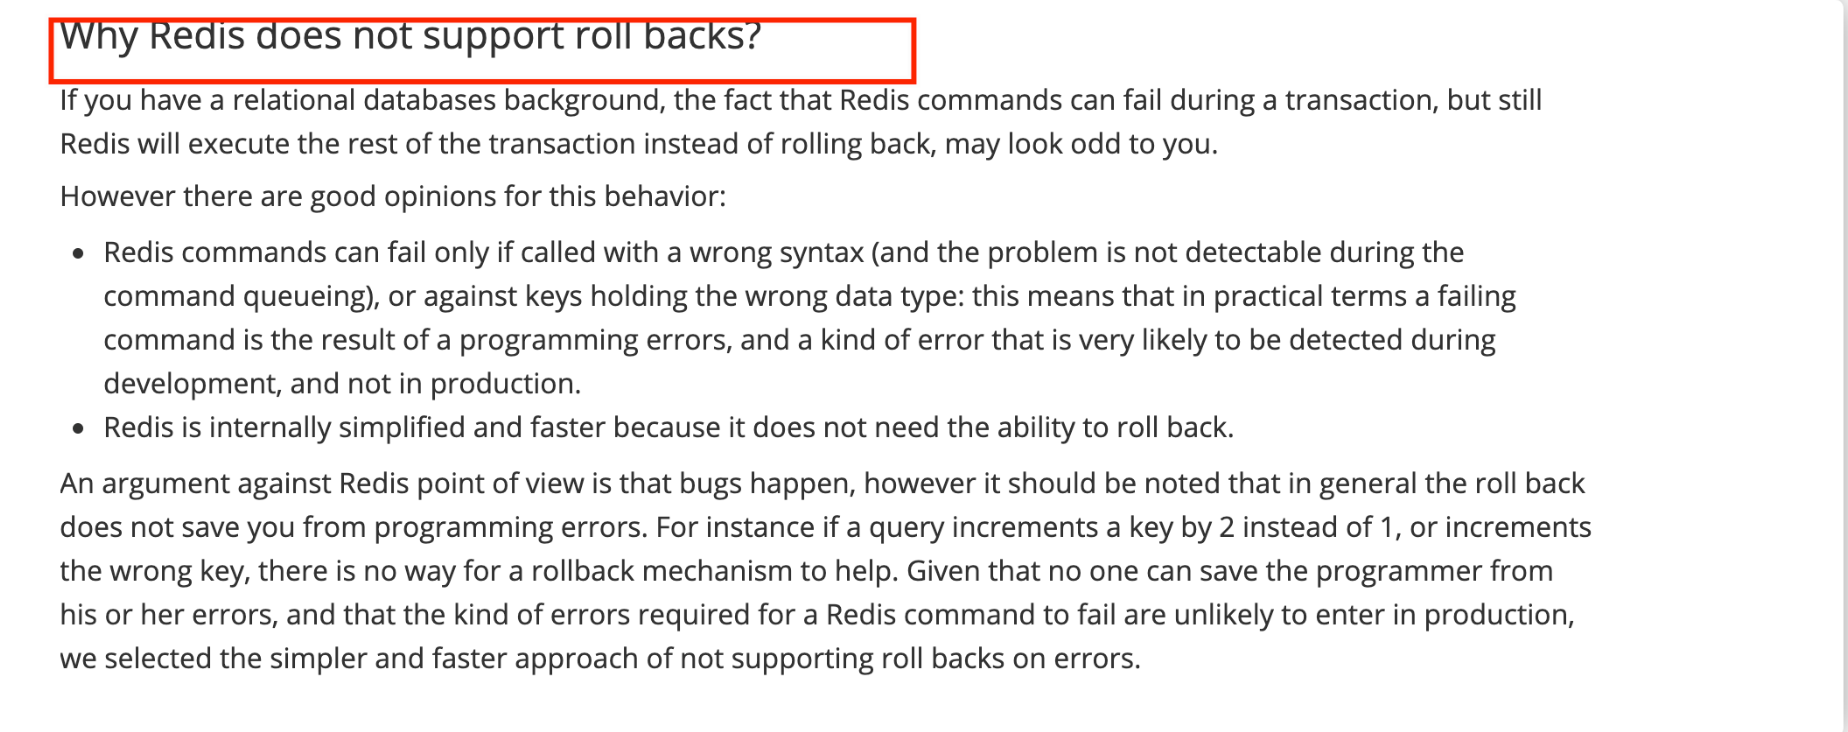 Why Redis does not support roll backs?
If you have a relational databases background, the fact that Redis commands can fail during a transaction, but still
Redis will execute the rest of the transaction instead of rolling back, may look odd to you.
However there are good opinions for this behavior:
• Redis commands can fail only if called with a wrong syntax (and the problem is not detectable during the
command queueing), or against keys holding the wrong data type: this means that in practical terms a failing
command is the result of a programming errors, and a kind of error that is very likely to be detected during
development, and not in production.
• Redis is internally simplified and faster because it does not need the ability to roll back.
An argument against Redis point of view is that bugs happen, however it should be noted that in general the roll back
does not save you from programming errors. For instance if a query increments a key by 2 instead of 1, or increments
the wrong key, there is no way for a rollback mechanism to help. Given that no one can save the programmer from
his or her errors, and that the kind of errors required for a Redis command to fail are unlikely to enter in production,
we selected the simpler and faster approach of not supporting roll backs on errors.